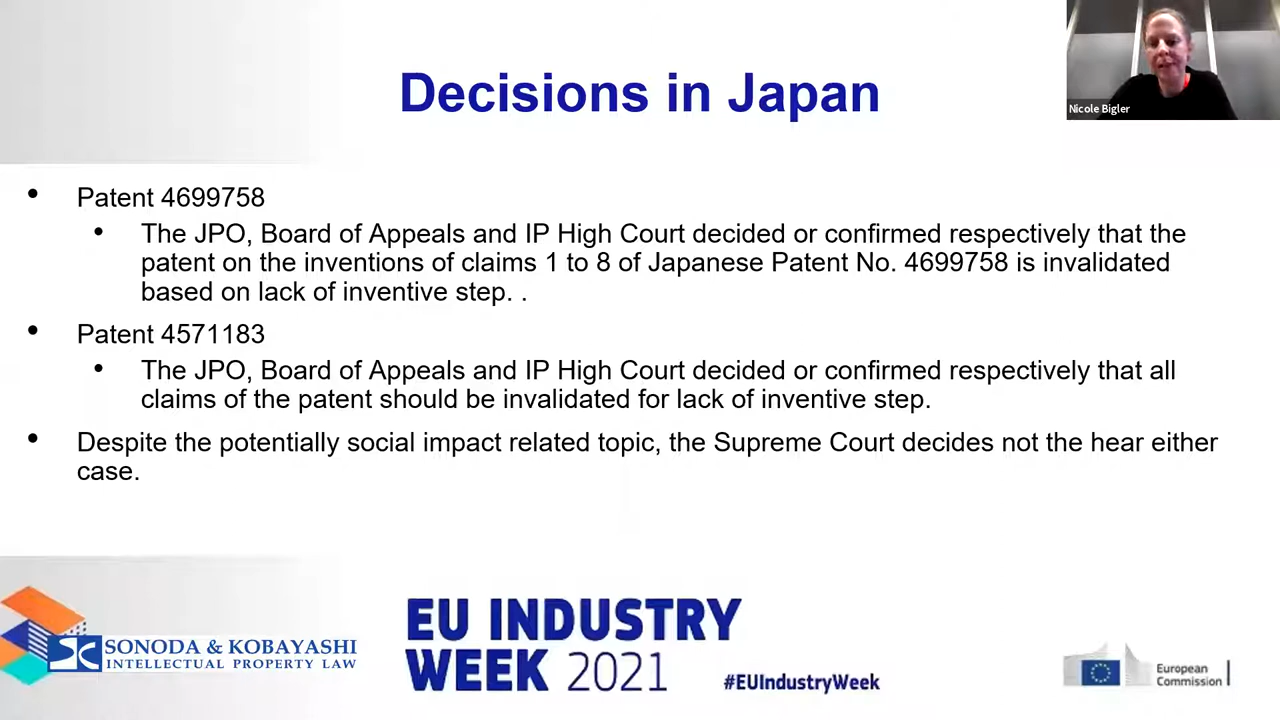 Decisions in Japan
Nicole Bigler
• Patent 4699758
• The JPO, Board of Appeals and IP High Court decided or confirmed respectively that the
patent on the inventions of claims 1 to 8 of Japanese Patent No. 4699758 is invalidated
based on lack of inventive step. .
• Patent 4571183
• The JPO, Board of Appeals and IP High Court decided or confirmed respectively that all
claims of the patent should be invalidated for lack of inventive step.
• Despite the potentially social impact related topic, the Supreme Court decides not the hear either
case.
SONODA & KOBAYASHI
INTELLECTUAL PROPERTY LAW
EU INDUSTRY
WEEK 2021
#EUIndustryWeek
European
Commission